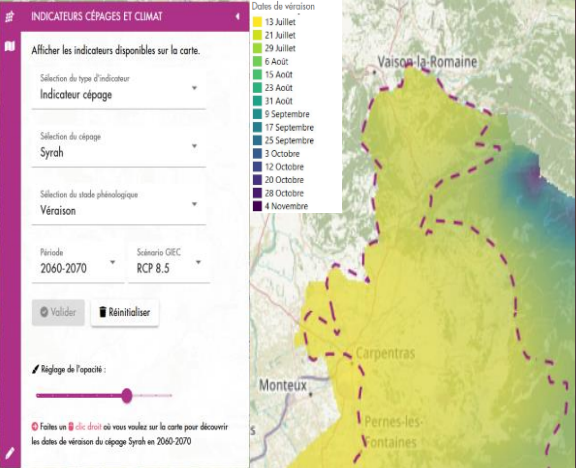 INDICATEURS CÉPAGES ET CLIMAT
Afficher les indicateurs disponibles sur la carte.
Sélection du type d'indicateur
Indicateur cépage
Sélection du cépage
Syrah
Sélection du stade phénologique
Véraison
Période
2060-2070
Scénario GIEC
RCP 8.5
Valider
Réinitialiser
Réglage de l'opacité :
Faites un clic droit où vous voulez sur la carte pour découvrir
les dates de véraison du cépage Syrah en 2060-2070
Dates de véraison
13 Juillet
21 Juillet
29 Juillet
6 Août
15 Août
23 Août
31 Août
9 Septembre
17 Septembre
25 Septembre
3 Octobre
12 Octobre
20 Octobre
28 Octobre
4 Novembre
Vaison-la-Romaine
Carpentras
Monteux
s
Pernes-les-
Fontaines